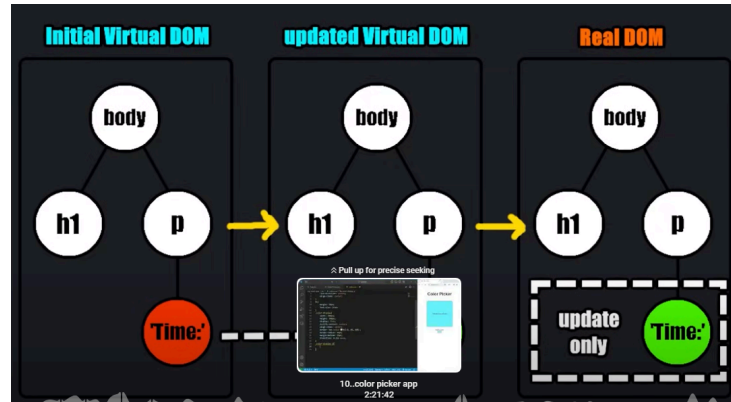 Initial Virtual DOM
updated Virtual DOM
Real DOM
body
body
body
h1
p
h1
p
h1
p
Pull up for precise seeking
Color Picker
'Time:'
update
only
'Time:'
10..color picker app
2:21:42